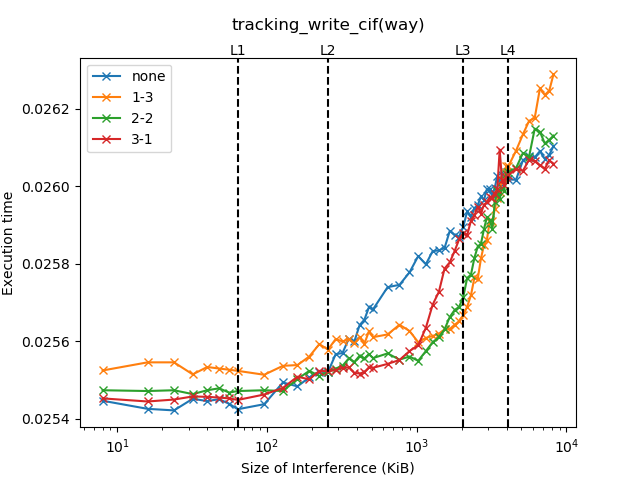 tracking_write_cif(way)
L1 L2 L3 L4
none
1-3
2-2
3-1
Execution time
0.0262
0.0260
0.0258
0.0256
0.0254
10¹ 10² 10³ 10⁴
Size of Interference (KiB)